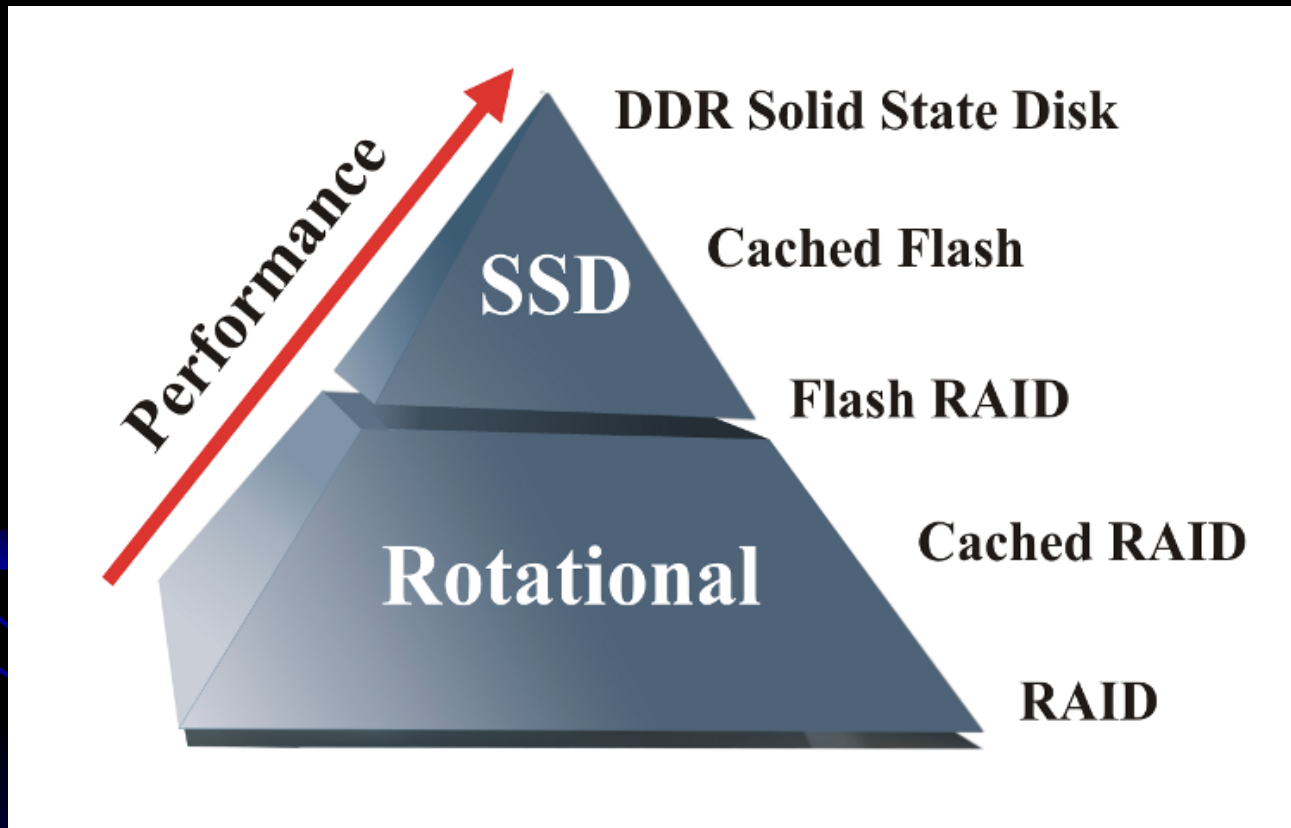 Performance
DDR Solid State Disk
Cached Flash
SSD
Flash RAID
Cached RAID
Rotational
RAID